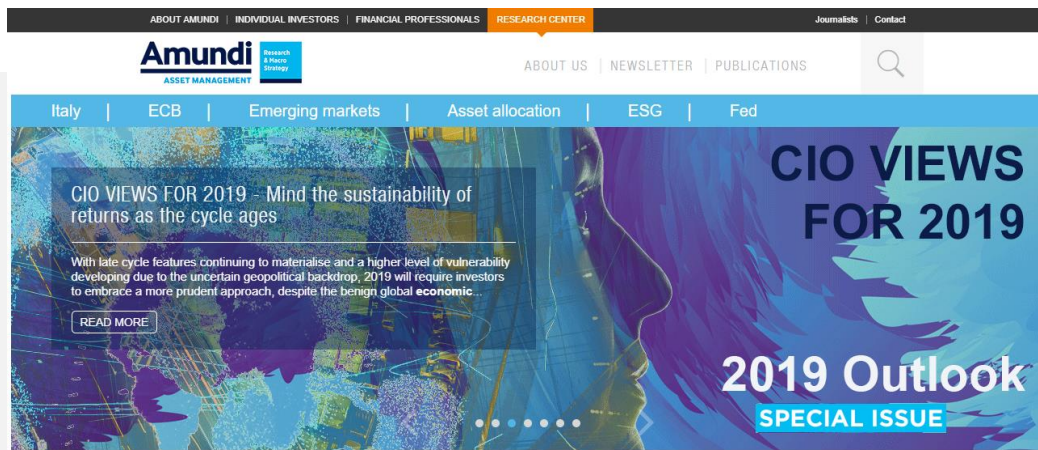 ABOUT AMUNDI | INDIVIDUAL INVESTORS | FINANCIAL PROFESSIONALS RESEARCH CENTER Journalists | Contact
Amundi
ASSET MANAGEMENT
Research
& Macro
Strategy
ABOUT US | NEWSLETTER | PUBLICATIONS
Italy | ECB | Emerging markets | Asset allocation | ESG | Fed
CIO VIEWS FOR 2019 - Mind the sustainability of
returns as the cycle ages
With late cycle features continuing to materialise and a higher level of vulnerability
developing due to the uncertain geopolitical backdrop, 2019 will require investors
to embrace a more prudent approach, despite the benign global economic...
READ MORE
CIO VIEWS
FOR 2019
2019 Outlook
SPECIAL ISSUE